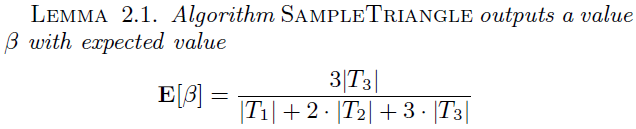 LEMMA 2.1. Algorithm SAMPLETRIANGLE outputs a value
β with expected value
E[β] = 3|T₃| / |T₁| + 2 · |T₂| + 3 · |T₃|